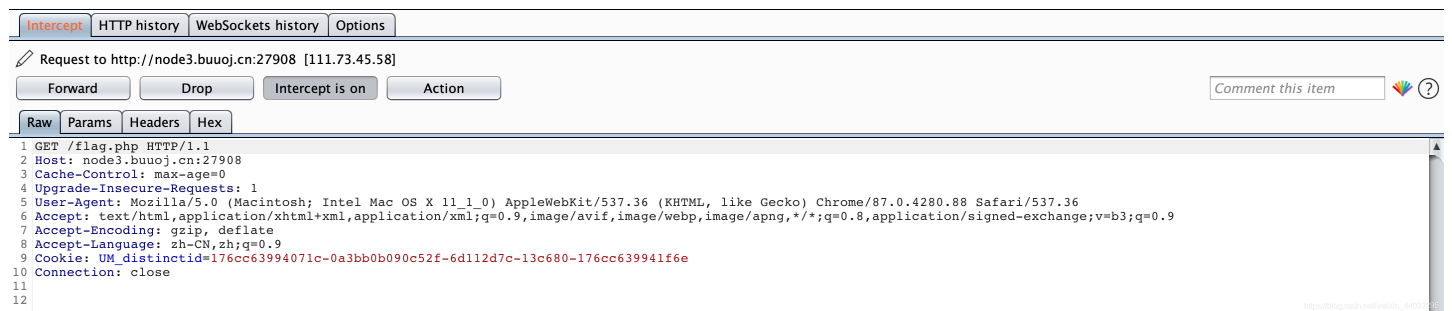 Intercept HTTP history WebSockets history Options
Request to http://node3.buuoj.cn:27908 [111.73.45.58]
Forward Drop Intercept is on Action Comment this item ?
Raw Params Headers Hex
1 GET /flag.php HTTP/1.1
2 Host: node3.buuoj.cn:27908
3 Cache-Control: max-age=0
4 Upgrade-Insecure-Requests: 1
5 User-Agent: Mozilla/5.0 (Macintosh; Intel Mac OS X 11_1_0) AppleWebKit/537.36 (KHTML, like Gecko) Chrome/87.0.4280.88 Safari/537.36
6 Accept: text/html,application/xhtml+xml,application/xml;q=0.9,image/avif,image/webp,image/apng,*/*;q=0.8,application/signed-exchange;v=b3;q=0.9
7 Accept-Encoding: gzip, deflate
8 Accept-Language: zh-CN,zh;q=0.9
9 Cookie: UM_distinctid=176cc63994071c-0a3bb0b090c52f-6d112d7c-13c680-176cc639941f6e
10 Connection: close
11
12